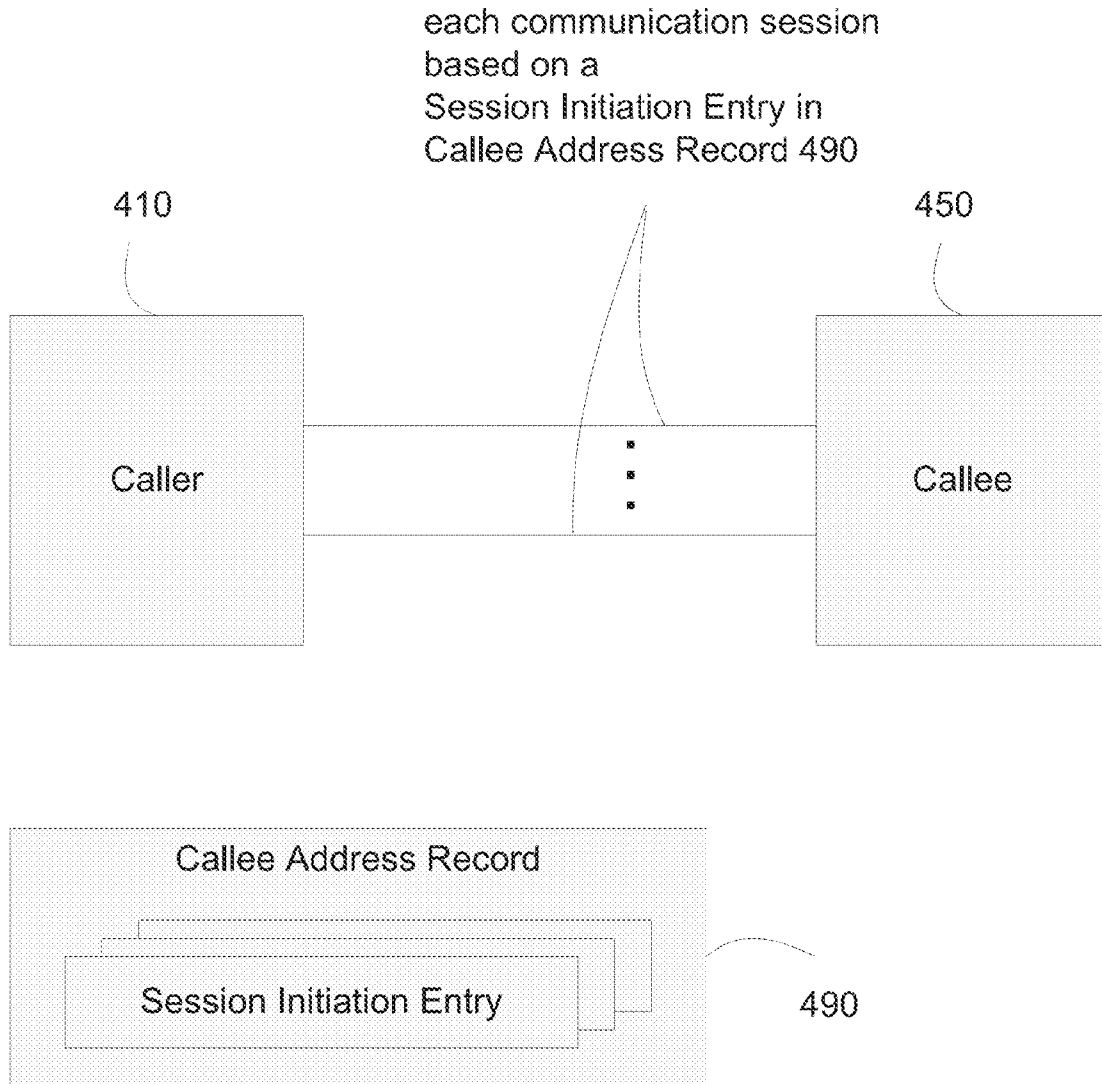 each communication session
based on a
Session Initiation Entry in
Callee Address Record 490
410
450
Caller
Callee
Callee Address Record
Session Initiation Entry
490